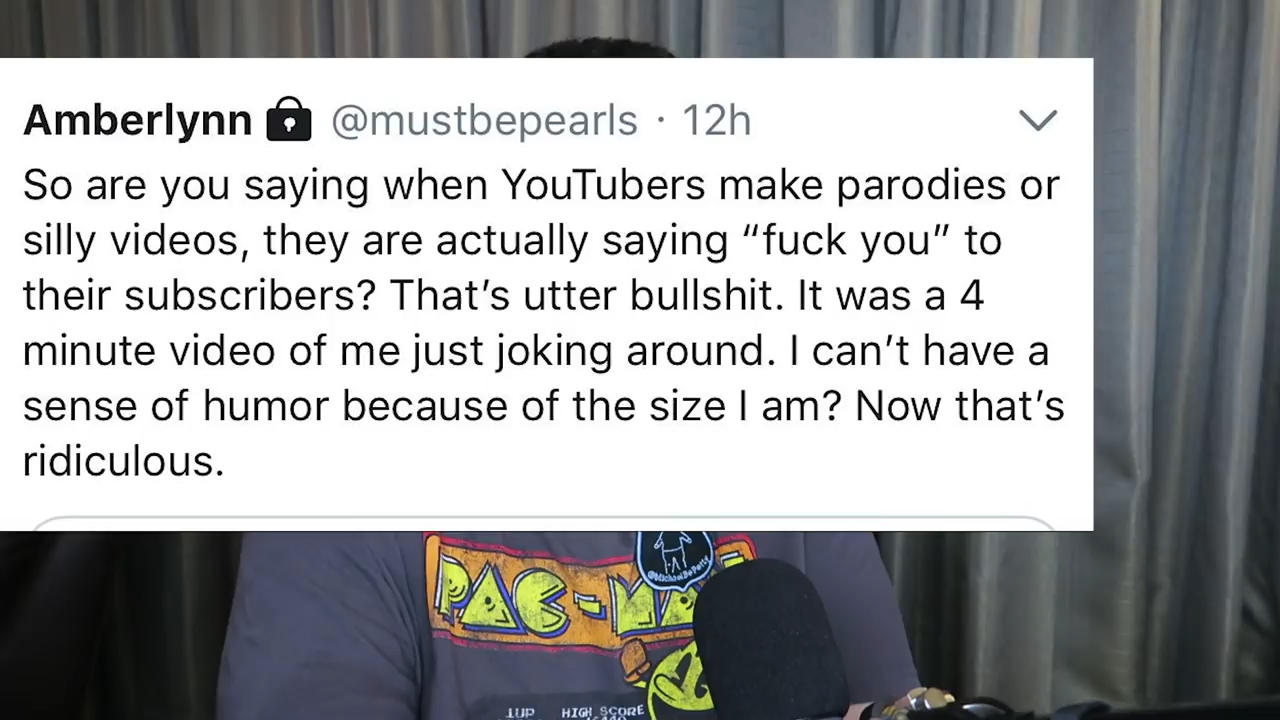 Amberlynn @mustbepearls · 12h
So are you saying when YouTubers make parodies or
silly videos, they are actually saying “fuck you” to
their subscribers? That’s utter bullshit. It was a 4
minute video of me just joking around. I can’t have a
sense of humor because of the size I am? Now that’s
ridiculous.
@MichaelBePetty
PAC-MA
1UP HIGH SCORE